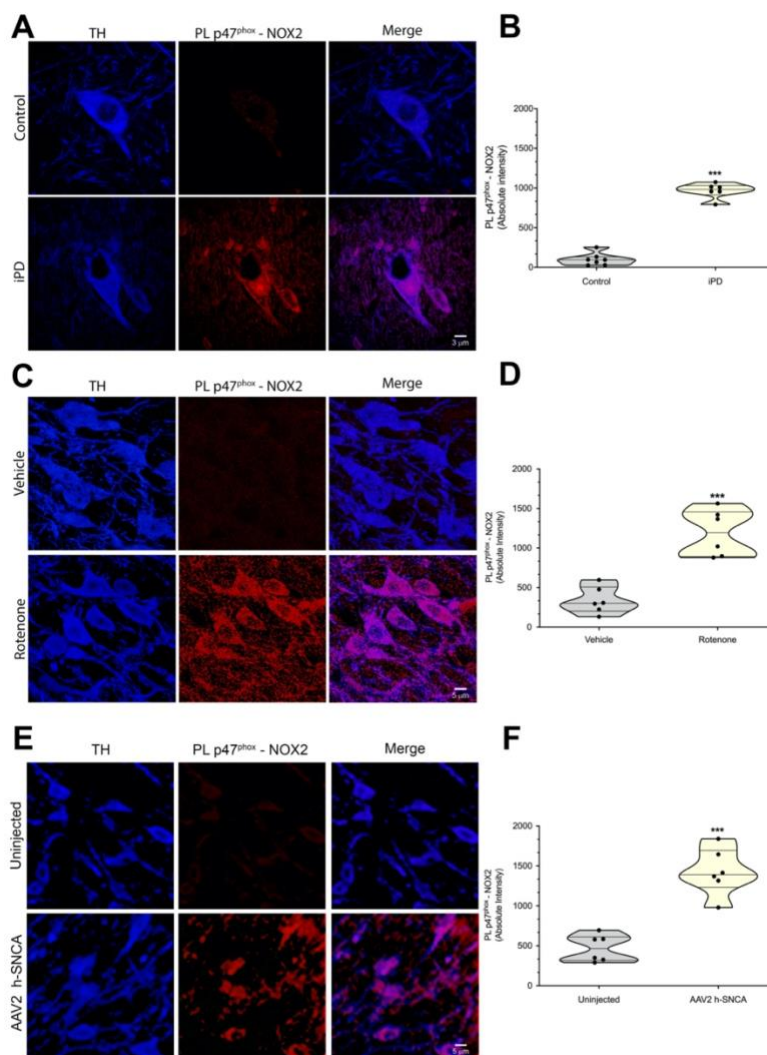 A
TH PL p47phox - NOX2 Merge
Control
iPD
3 µm
B
PL p47phox - NOX2
(Absolute intensity)
2000
1500
1000
500
0
***
Control iPD
C
TH PL p47phox - NOX2 Merge
Vehicle
Rotenone
5 µm
D
PL p47phox - NOX2
(Absolute Intensity)
2000
1500
1000
500
0
***
Vehicle Rotenone
E
TH PL p47phox - NOX2 Merge
Uninjected
AAV2 h-SNCA
5 µm
F
PL p47phox - NOX2
(Absolute Intensity)
2000
1500
1000
500
0
***
Uninjected AAV2 h-SNCA